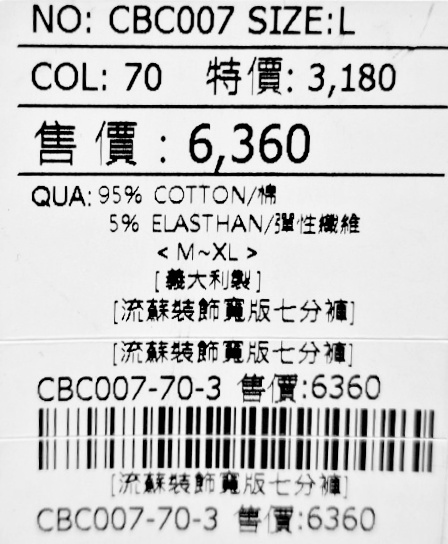 NO: CBC007 SIZE:L
COL: 70 特價: 3,180
售價: 6,360
QUA: 95% COTTON/棉
5% ELASTHAN/彈性纖維
< M~XL >
[義大利製]
[流蘇裝飾寬版七分褲]
[流蘇裝飾寬版七分褲]
CBC007-70-3 售價:6360
[流蘇裝飾寬版七分褲]
CBC007-70-3 售價:6360